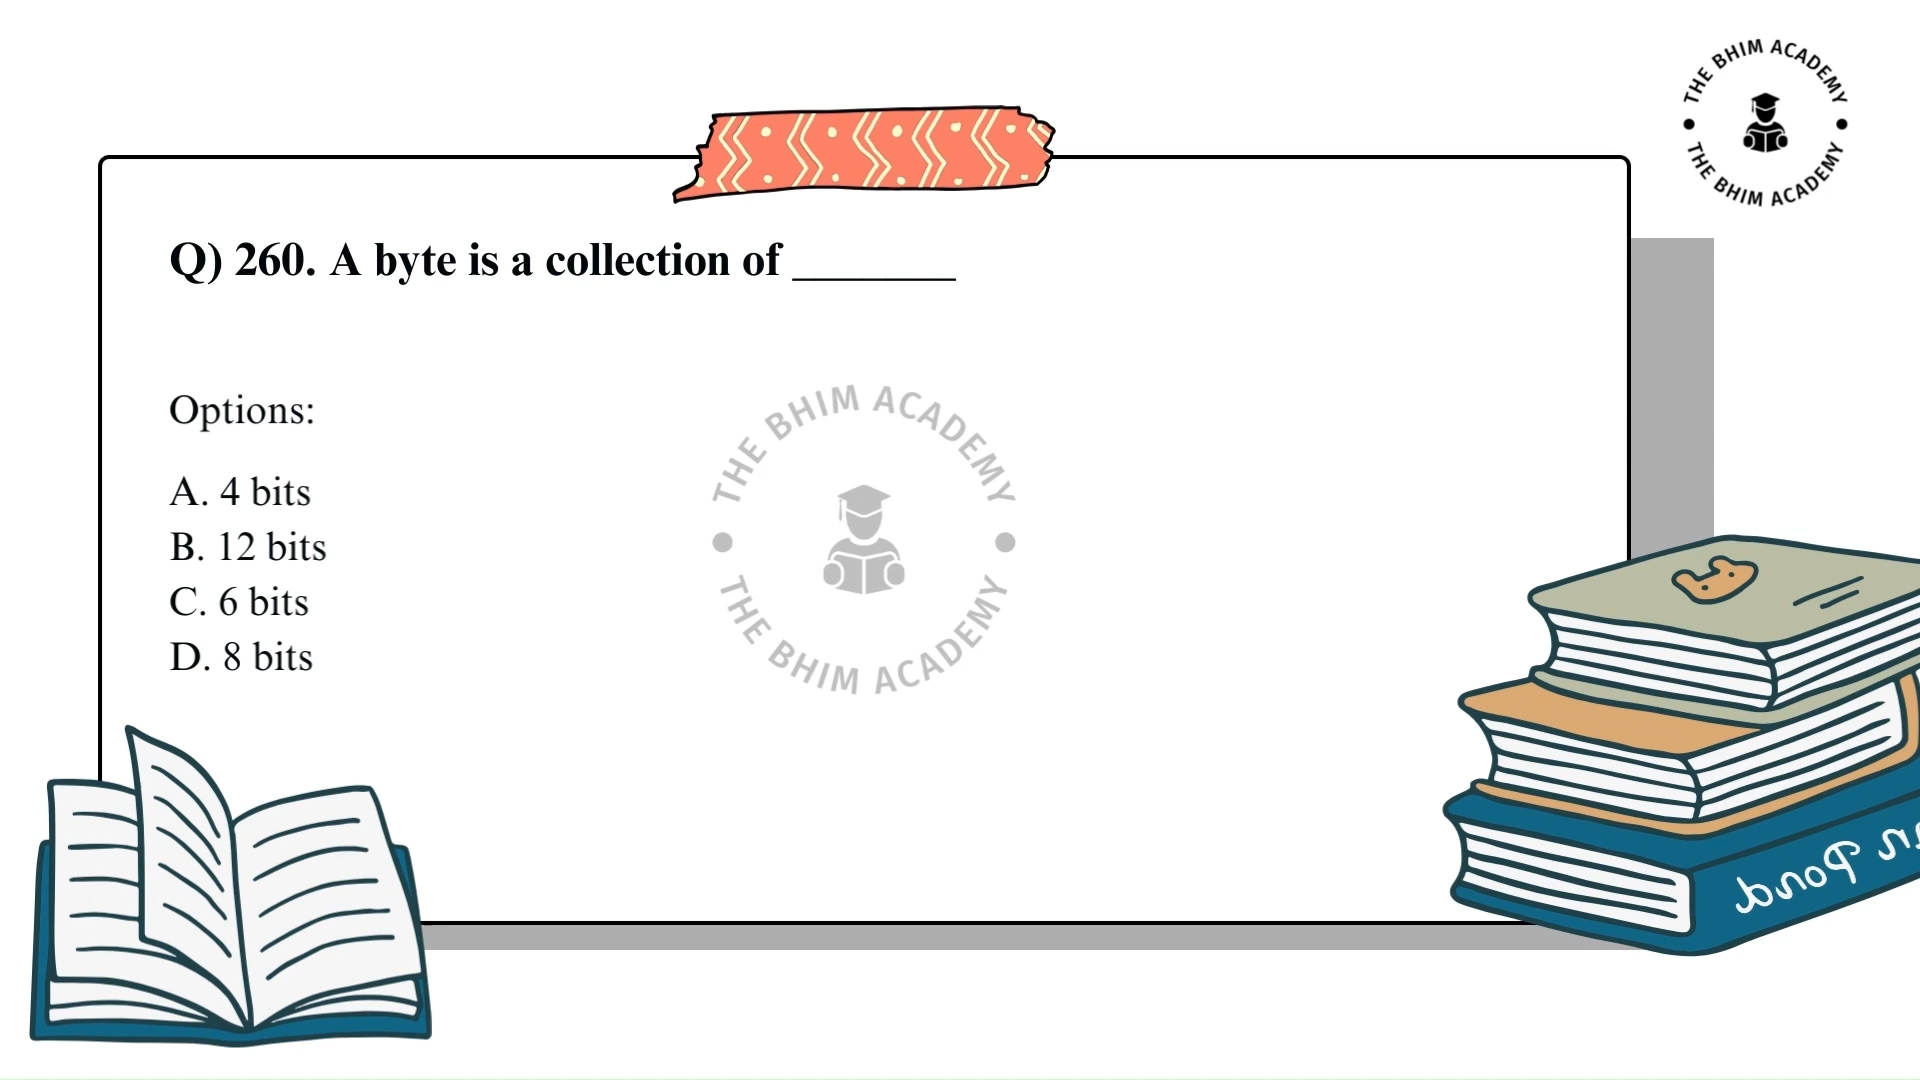 THE BHIM ACADEMY
THE BHIM ACADEMY
Q) 260. A byte is a collection of _______
Options:
THE BHIM ACADEMY
A. 4 bits
B. 12 bits
C. 6 bits
D. 8 bits
THE BHIM ACADEMY